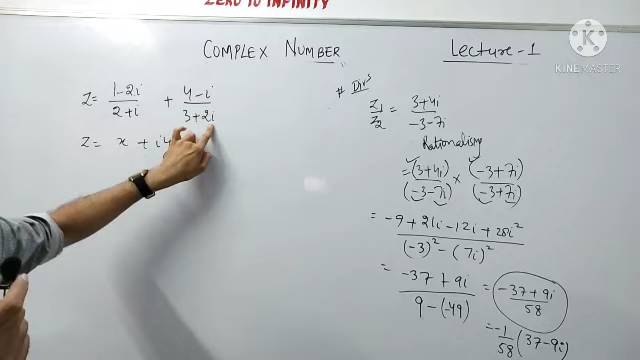 ZERO TO INFINITY
COMPLEX NUMBER
Lecture-1
KINEMASTER
z = (1-2i)/(2+i) + (4-i)/(3+2i)
z = x + iy
# Divⁿ
z₁/z₂ = (3+4i)/(-3-7i)
Rationalising
= (3+4i)/(-3-7i) × (-3+7i)/(-3+7i)
= (-9+21i-12i+28i²)/((-3)²-(7i)²)
= (-37+9i)/(9-(-49)) = (-37+9i)/58
= -1/58 (37-9i)